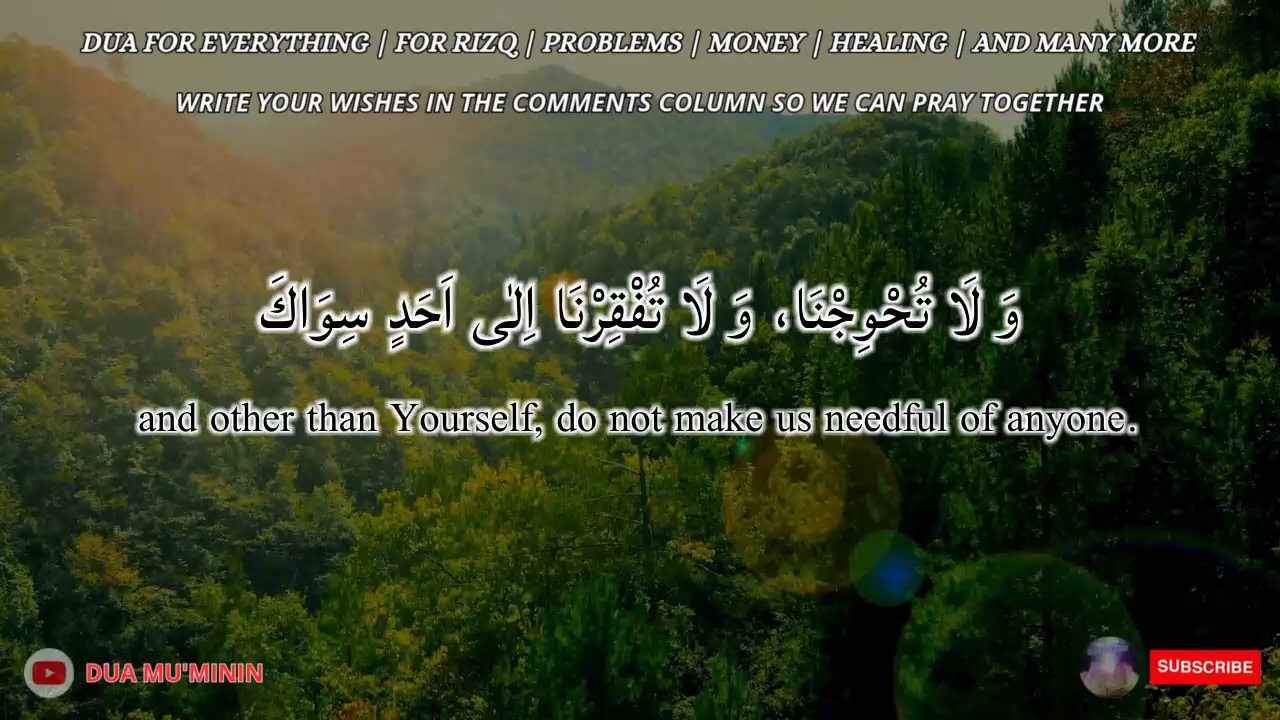 DUA FOR EVERYTHING | FOR RIZQ | PROBLEMS | MONEY | HEALING | AND MANY MORE
WRITE YOUR WISHES IN THE COMMENTS COLUMN SO WE CAN PRAY TOGETHER
وَ لَا تُحْوِجْنَا، وَ لَا تُفْقِرْنَا اِلٰى اَحَدٍ سِوَاكَ
and other than Yourself, do not make us needful of anyone.
DUA MU'MININ
SUBSCRIBE